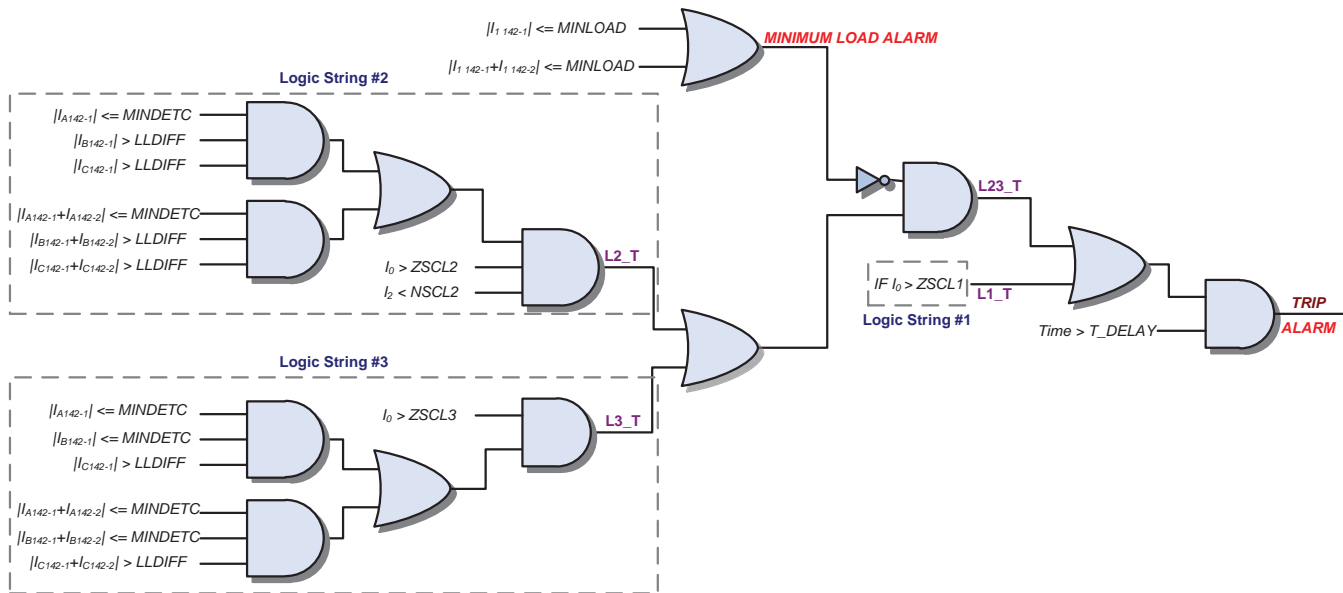 |I1 142-1| <= MINLOAD
MINIMUM LOAD ALARM
|I1 142-1+I1 142-2| <= MINLOAD
Logic String #2
|IA142-1| <= MINDETC
|IB142-1| > LLDIFF
|IC142-1| > LLDIFF
|IA142-1+IA142-2| <= MINDETC
|IB142-1+IB142-2| > LLDIFF
|IC142-1+IC142-2| > LLDIFF
I0 > ZSCL2
I2 < NSCL2
L2_T
L23_T
IF I0 > ZSCL1
L1_T
Logic String #1
Time > T_DELAY
TRIP
ALARM
Logic String #3
|IA142-1| <= MINDETC
|IB142-1| <= MINDETC
|IC142-1| > LLDIFF
|IA142-1+IA142-2| <= MINDETC
|IB142-1+IB142-2| <= MINDETC
|IC142-1+IC142-2| > LLDIFF
I0 > ZSCL3
L3_T